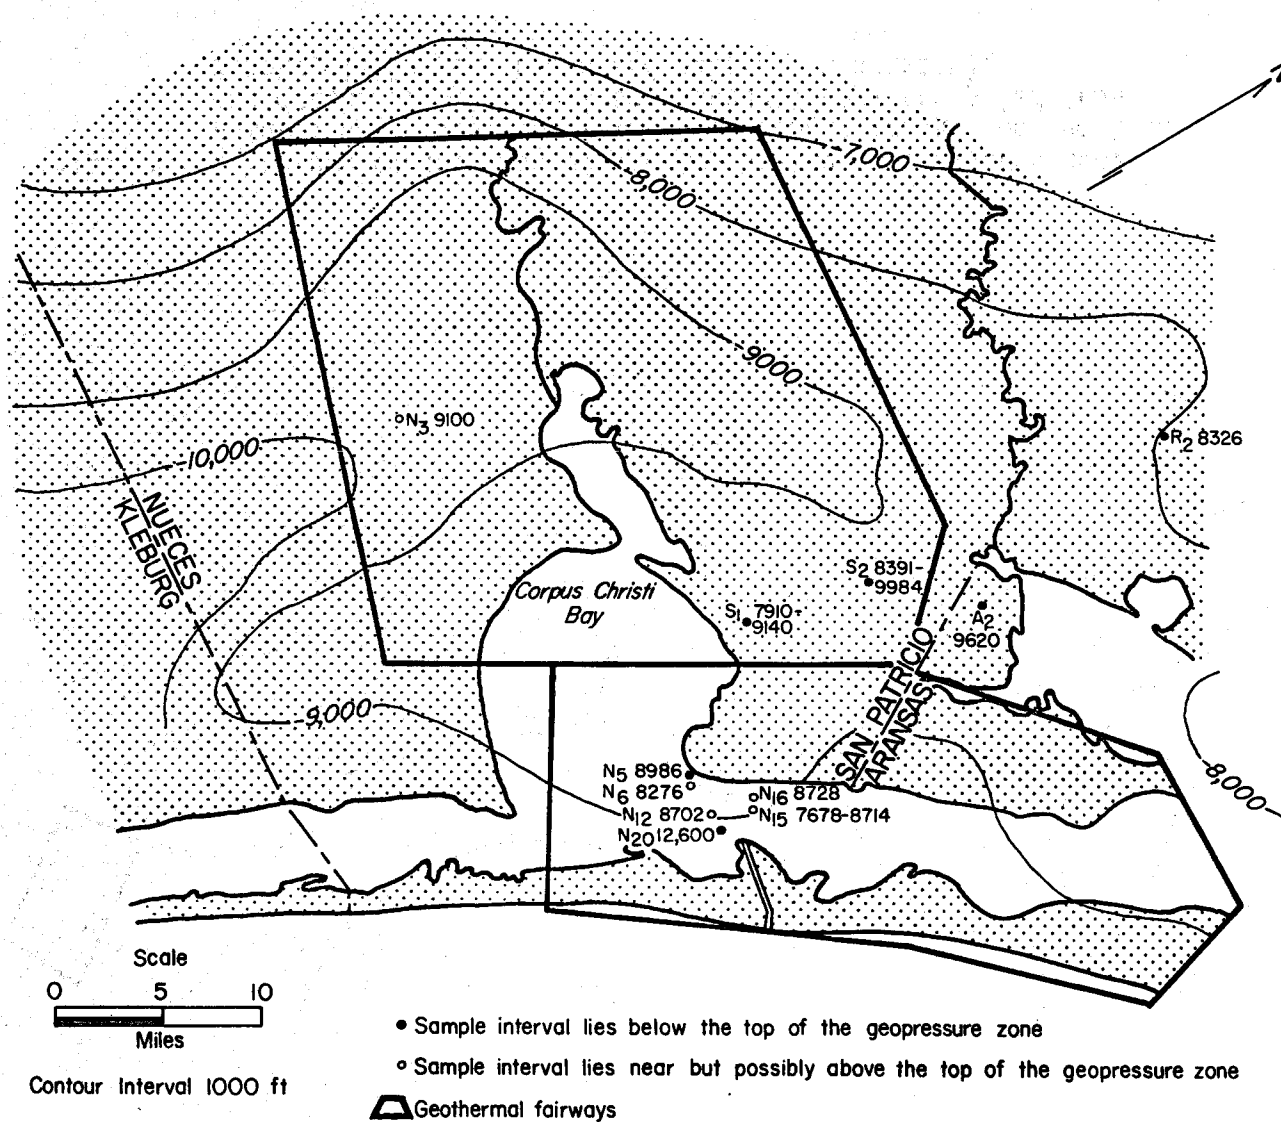 -7,000
-8,000
-9000
N3 9100
-10,000
R2 8326
NUECES
KLEBURG
S2 8391-
9984
Corpus Christi
Bay
S1 7910-
9140
A2
9620
SAN PATRICIO
ARANSAS
-9,000
-8,000
N5 8986
N6 8276
N16 8728
N12 8702
N15 7678-8714
N20 12,600
Scale
0 5 10
Miles
Contour Interval 1000 ft
Sample interval lies below the top of the geopressure zone
Sample interval lies near but possibly above the top of the geopressure zone
Geothermal fairways